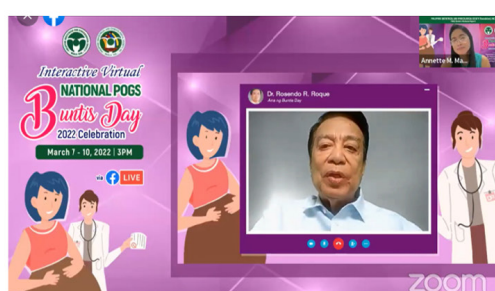 Interactive Virtual
NATIONAL POGS
Buntis Day
2022 Celebration
March 7 - 10, 2022 | 3PM
via f LIVE
Dr. Rosendo R. Roque
Ama ng Buntis Day
Annette M. Ma...
zoom